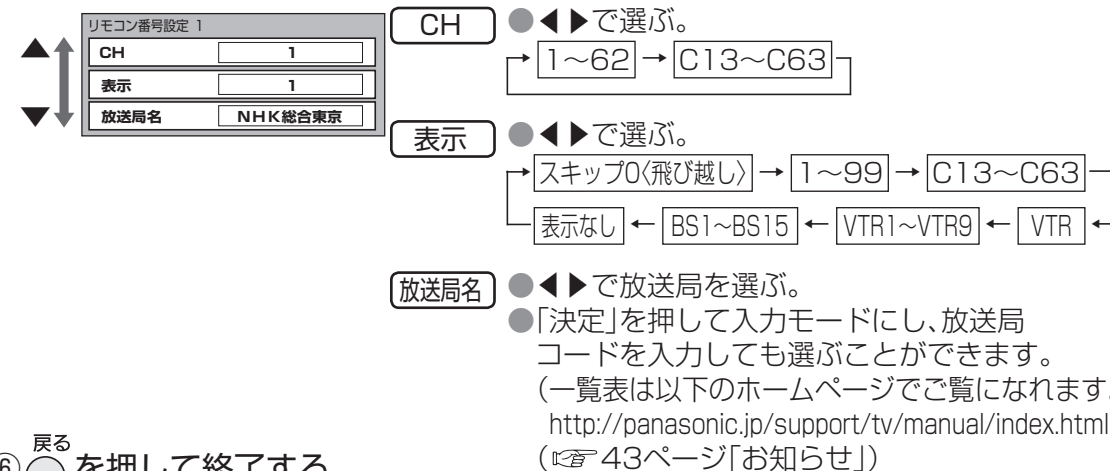 リモコン番号設定 1
CH 1
表示 1
放送局名 NHK総合東京
CH ●◀▶で選ぶ。
1〜62 → C13〜C63
表示 ●◀▶で選ぶ。
スキップ0〈飛び越し〉 → 1〜99 → C13〜C63
表示なし ← BS1〜BS15 ← VTR1〜VTR9 ← VTR ←
放送局名 ●◀▶で放送局を選ぶ。
●「決定」を押して入力モードにし、放送局
コードを入力しても選ぶことができます。
(一覧表は以下のホームページでご覧になれます。
http://panasonic.jp/support/tv/manual/index.html
(☞43ページ「お知らせ」)
戻る
⑥ を押して終了する